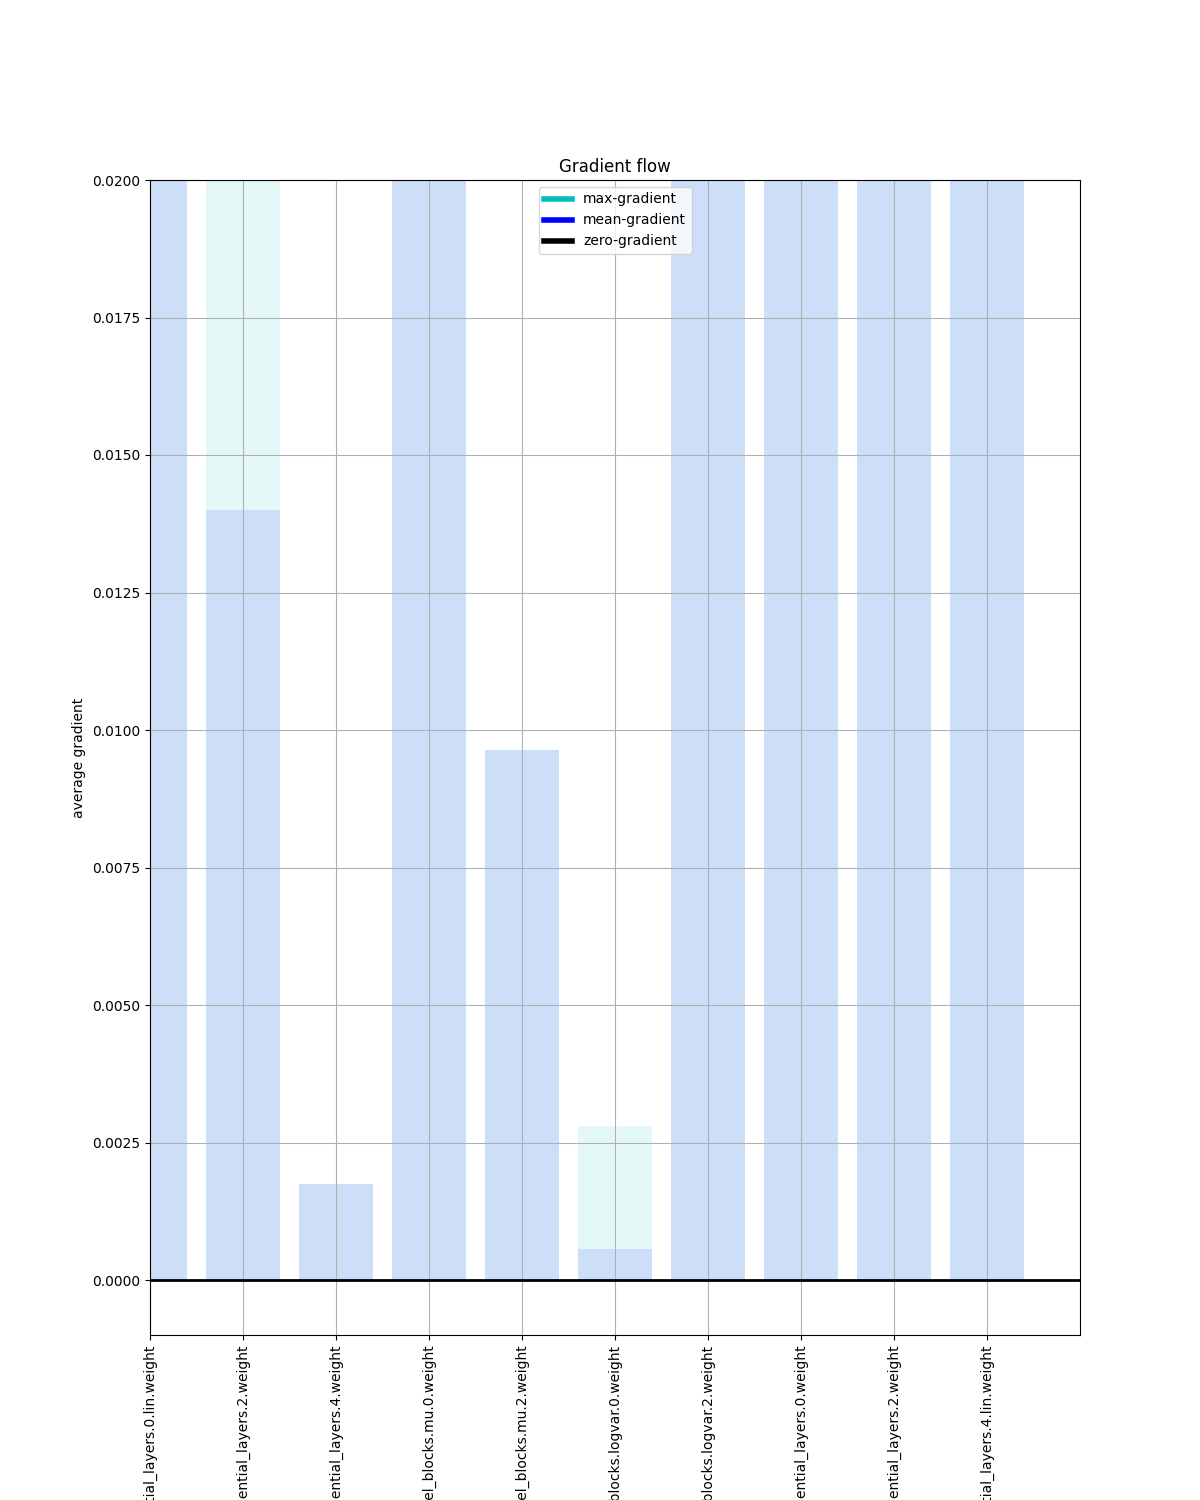 Gradient flow
max-gradient
mean-gradient
zero-gradient
0.0200
0.0175
0.0150
0.0125
0.0100
0.0075
0.0050
0.0025
0.0000
average gradient
tial_layers.0.lin.weight
ential_layers.2.weight
ential_layers.4.weight
el_blocks.mu.0.weight
el_blocks.mu.2.weight
blocks.logvar.0.weight
blocks.logvar.2.weight
ential_layers.0.weight
ential_layers.2.weight
tial_layers.4.lin.weight